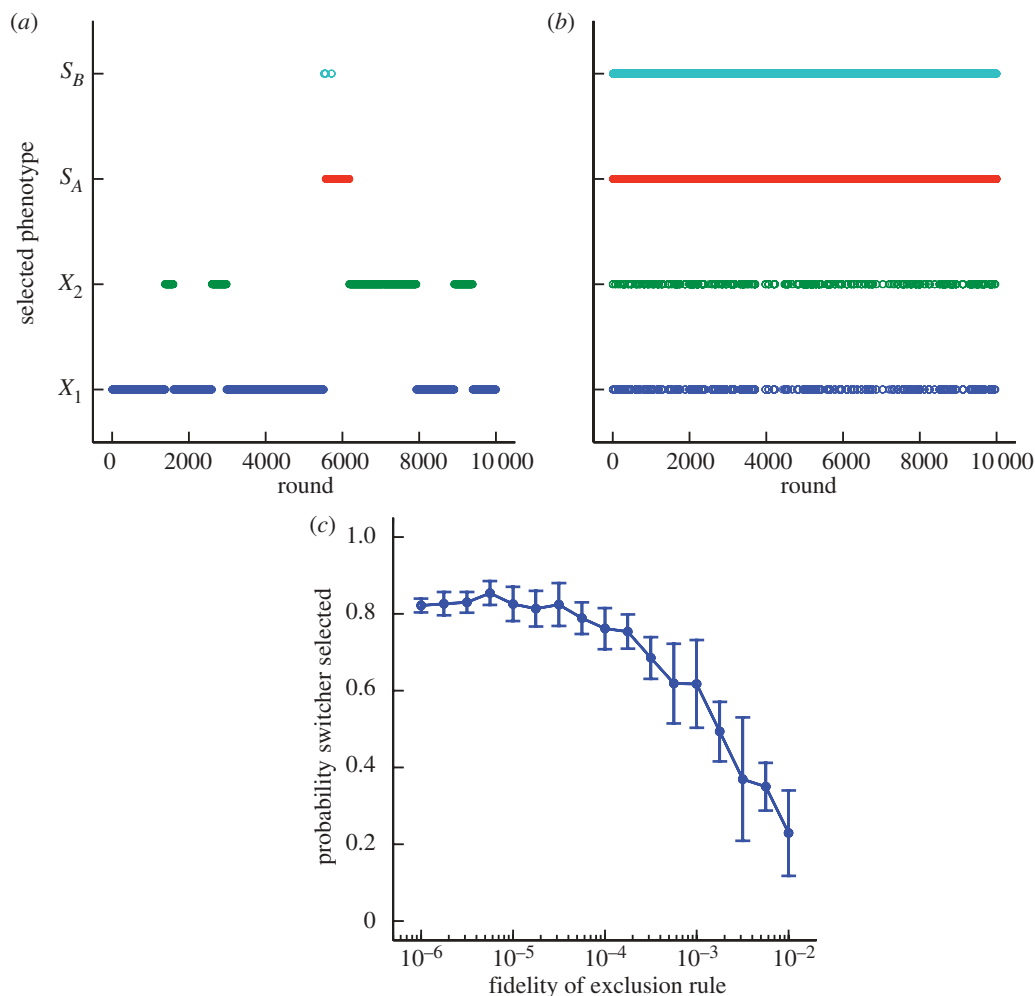 (a)
S_B
S_A
X_2
X_1
selected phenotype
0 2000 4000 6000 8000 10 000
round
(b)
0 2000 4000 6000 8000 10 000
round
(c)
1.0
0.8
0.6
0.4
0.2
0
probability switcher selected
10^–6 10^–5 10^–4 10^–3 10^–2
fidelity of exclusion rule